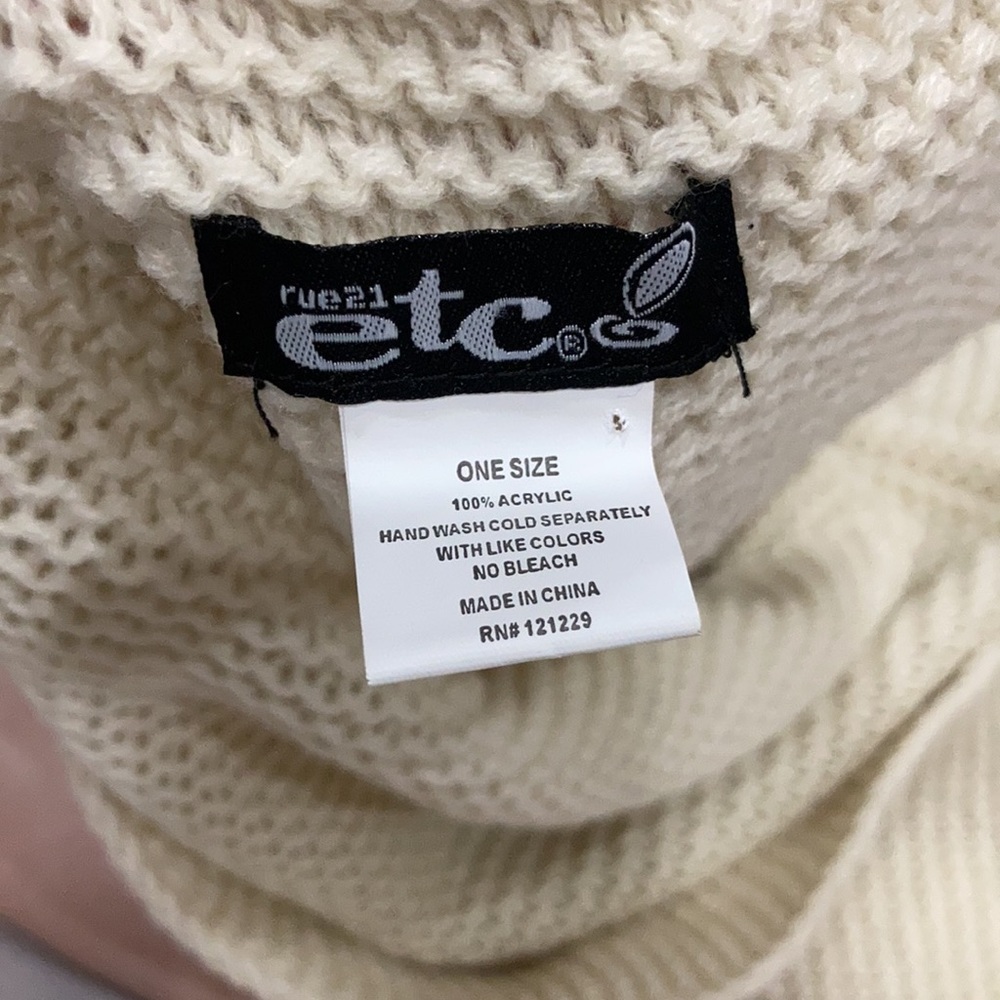 rue21
etc®
ONE SIZE
100% ACRYLIC
HAND WASH COLD SEPARATELY
WITH LIKE COLORS
NO BLEACH
MADE IN CHINA
RN# 121229